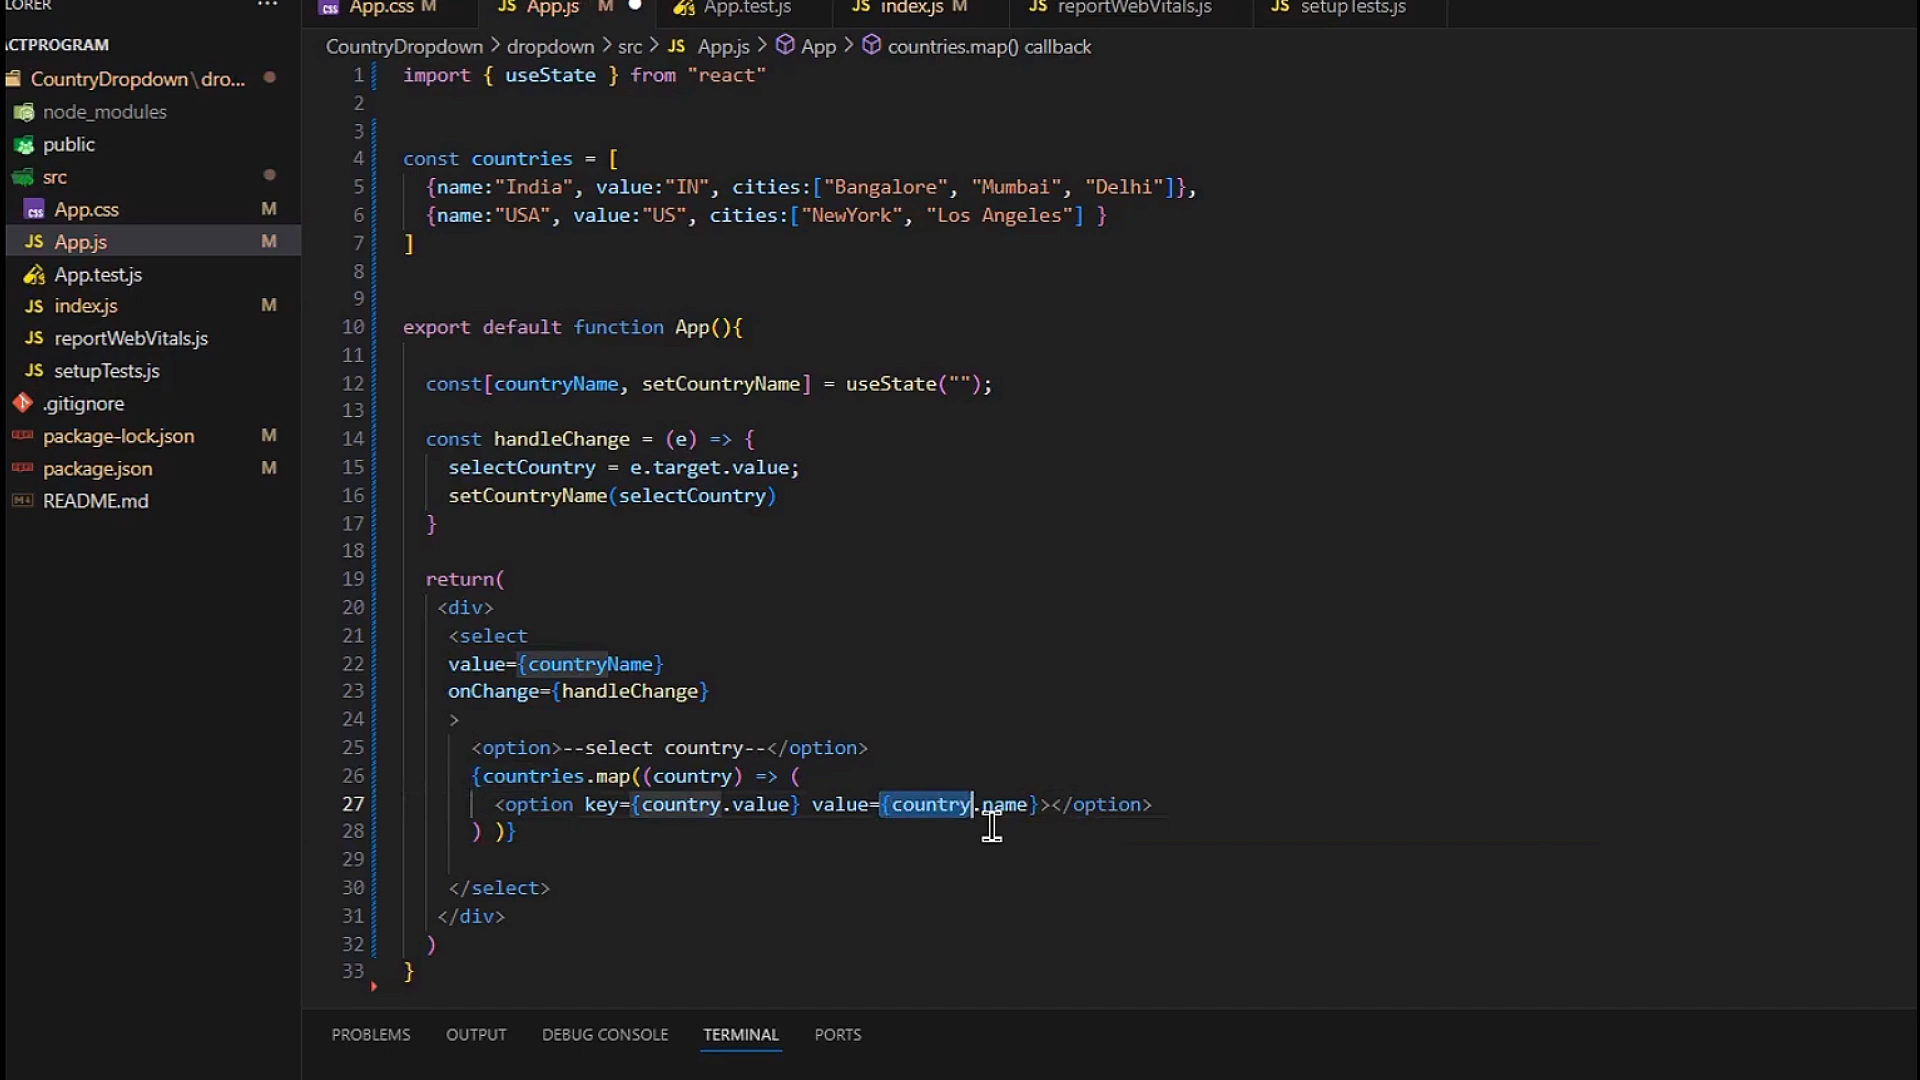 LORER ...
App.css M
App.js M
App.test.js
index.js M
reportWebVitals.js
setupTests.js
ACTPROGRAM
CountryDropdown\dro...
node_modules
public
src
App.css M
App.js M
App.test.js
index.js M
reportWebVitals.js
setupTests.js
.gitignore
package-lock.json M
package.json M
README.md
CountryDropdown > dropdown > src > JS App.js > App > countries.map() callback
1 import { useState } from "react"
2
3
4 const countries = [
5 {name:"India", value:"IN", cities:["Bangalore", "Mumbai", "Delhi"]},
6 {name:"USA", value:"US", cities:["NewYork", "Los Angeles"] }
7 ]
8
9
10 export default function App(){
11
12 const[countryName, setCountryName] = useState("");
13
14 const handleChange = (e) => {
15 selectCountry = e.target.value;
16 setCountryName(selectCountry)
17 }
18
19 return(
20 <div>
21 <select
22 value={countryName}
23 onChange={handleChange}
24 >
25 <option>--select country--</option>
26 {countries.map((country) => (
27 <option key={country.value} value={country.name}></option>
28 ) )}
29
30 </select>
31 </div>
32 )
33 }
PROBLEMS OUTPUT DEBUG CONSOLE TERMINAL PORTS